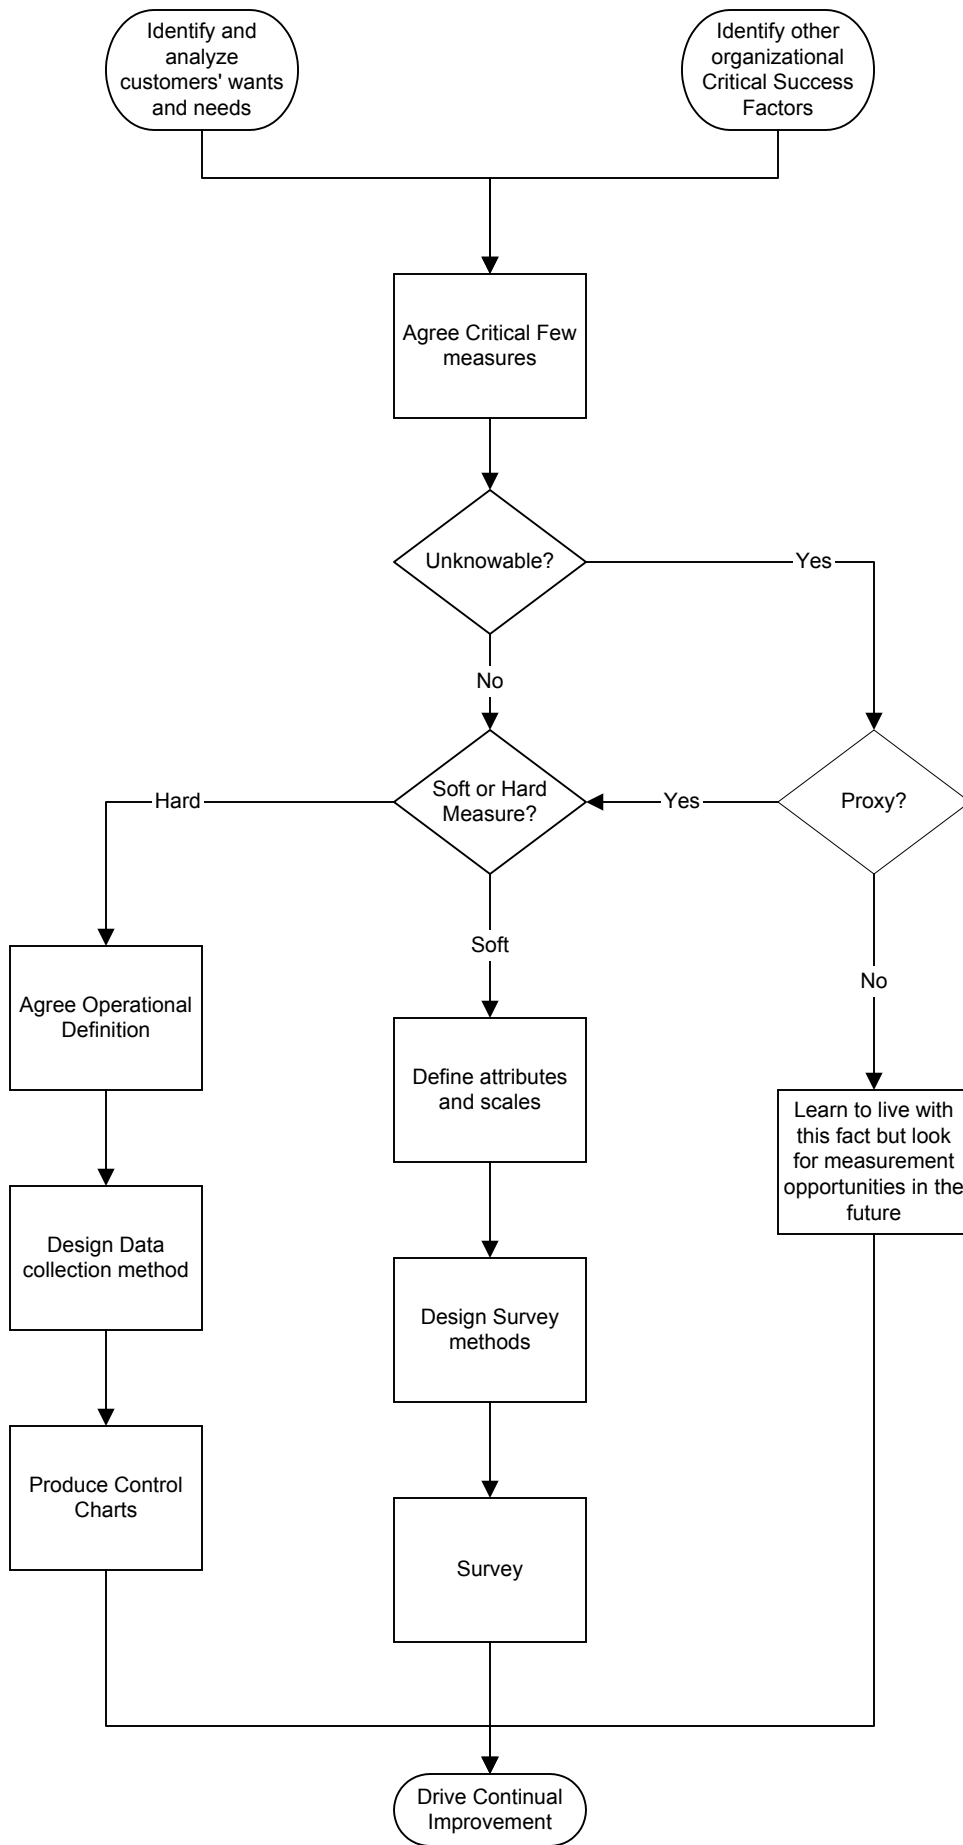 Identify and
analyze
customers' wants
and needs
Identify other
organizational
Critical Success
Factors
Agree Critical Few
measures
Unknowable?
Yes
No
Soft or Hard
Measure?
Hard
Yes
Proxy?
Soft
No
Agree Operational
Definition
Define attributes
and scales
Learn to live with
this fact but look
for measurement
opportunities in the
future
Design Data
collection method
Design Survey
methods
Produce Control
Charts
Survey
Drive Continual
Improvement